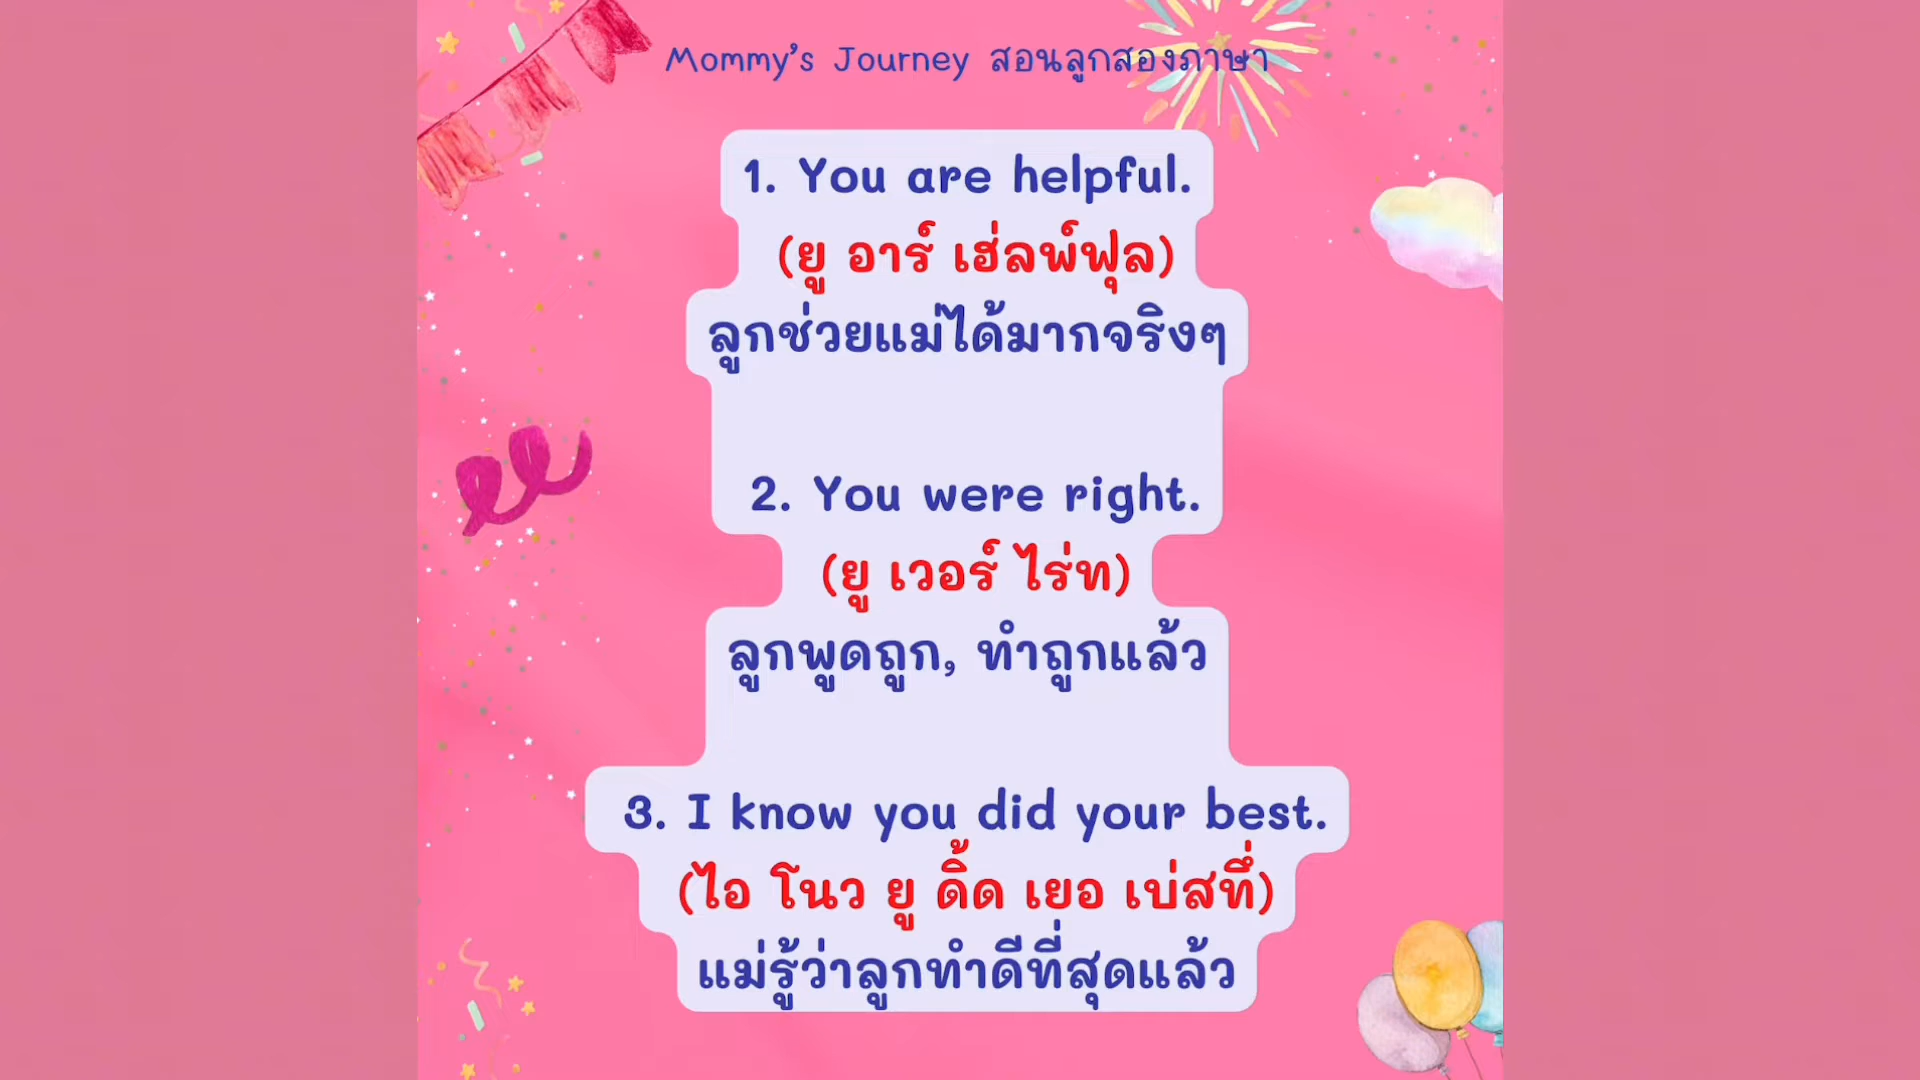 Mommy's Journey สอนลูกสองภาษา
1. You are helpful.
(ยู อาร์ เฮ่ลพ์ฟุล)
ลูกช่วยแม่ได้มากจริงๆ
2. You were right.
(ยู เวอร์ ไร่ท)
ลูกพูดถูก, ทำถูกแล้ว
3. I know you did your best.
(ไอ โนว ยู ดิ้ด เยอ เบ่สทึ่)
แม่รู้ว่าลูกทำดีที่สุดแล้ว